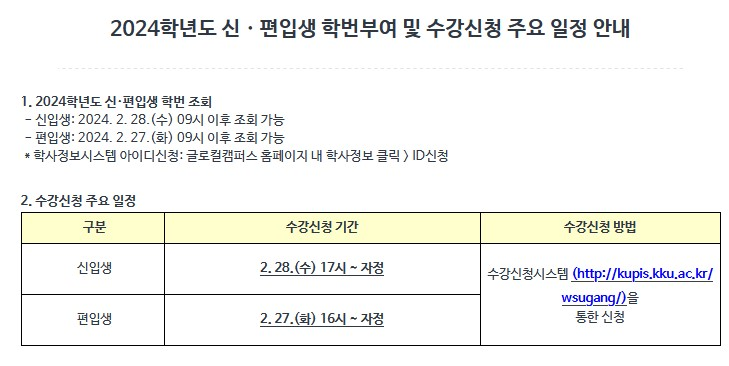 2024학년도 신 · 편입생 학번부여 및 수강신청 주요 일정 안내
1. 2024학년도 신·편입생 학번 조회
- 신입생: 2024. 2. 28.(수) 09시 이후 조회 가능
- 편입생: 2024. 2. 27.(화) 09시 이후 조회 가능
* 학사정보시스템 아이디신청: 글로컬캠퍼스 홈페이지 내 학사정보 클릭 > ID신청
2. 수강신청 주요 일정
구분 수강신청 기간 수강신청 방법
신입생 2. 28.(수) 17시 ~ 자정
편입생 2. 27.(화) 16시 ~ 자정
수강신청시스템 (http://kupis.kku.ac.kr/
wsugang/)을
통한 신청